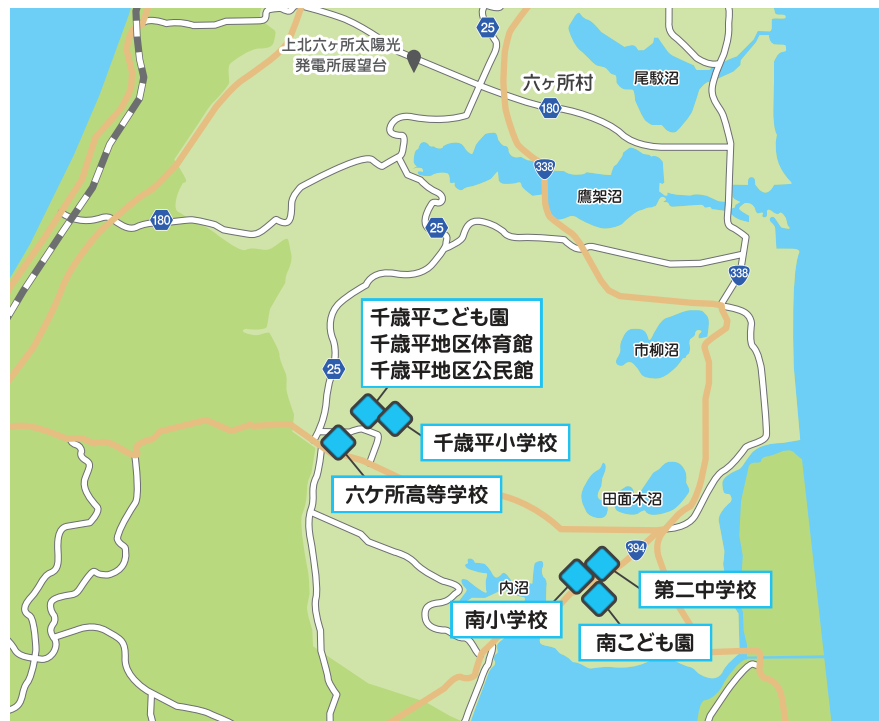 25
上北六ヶ所太陽光
発電所展望台
六ヶ所村
尾駮沼
180
338
鷹架沼
180
25
338
千歳平こども園
千歳平地区体育館
千歳平地区公民館
市柳沼
25
千歳平小学校
六ケ所高等学校
田面木沼
394
内沼
第二中学校
南小学校
南こども園